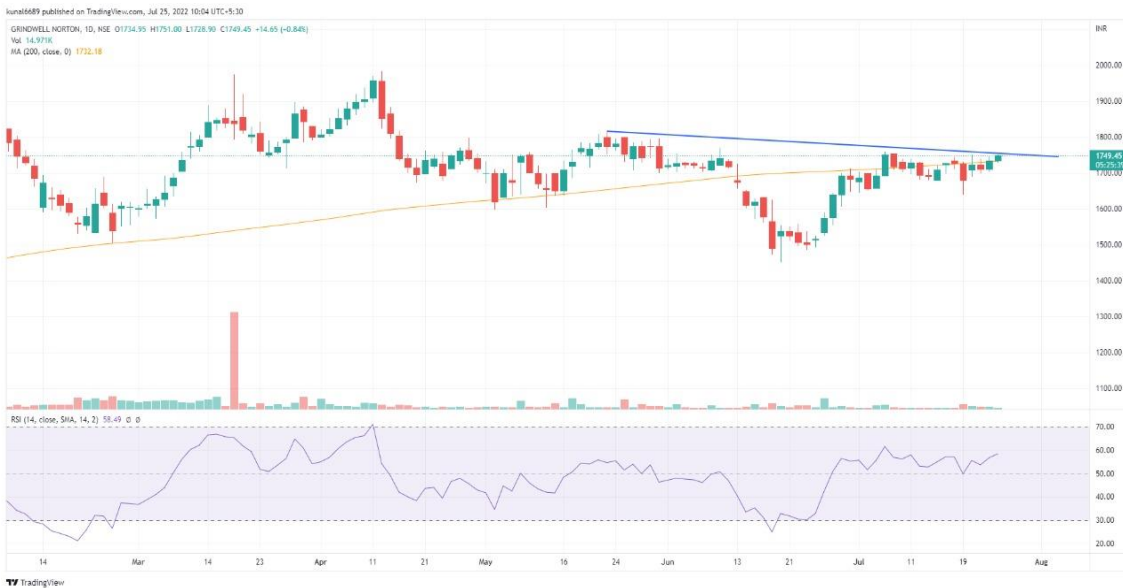 kunal6689 published on TradingView.com, Jul 25, 2022 10:04 UTC+5:30
GRINDWELL NORTON, 1D, NSE O1734.95 H1751.00 L1728.90 C1749.45 +14.65 (+0.84%)
Vol 14.971K
MA (200, close, 0) 1732.18
INR
2000.00
1900.00
1800.00
1749.45
1700.00
1600.00
1500.00
1400.00
1300.00
1200.00
1100.00
RSI (14, close, SMA, 14, 2) 58.49 Ø Ø
70.00
60.00
50.00
40.00
30.00
20.00
14 Mar 14 23 Apr 11 21 May 16 24 Jun 13 21 Jul 11 19 Aug
TradingView